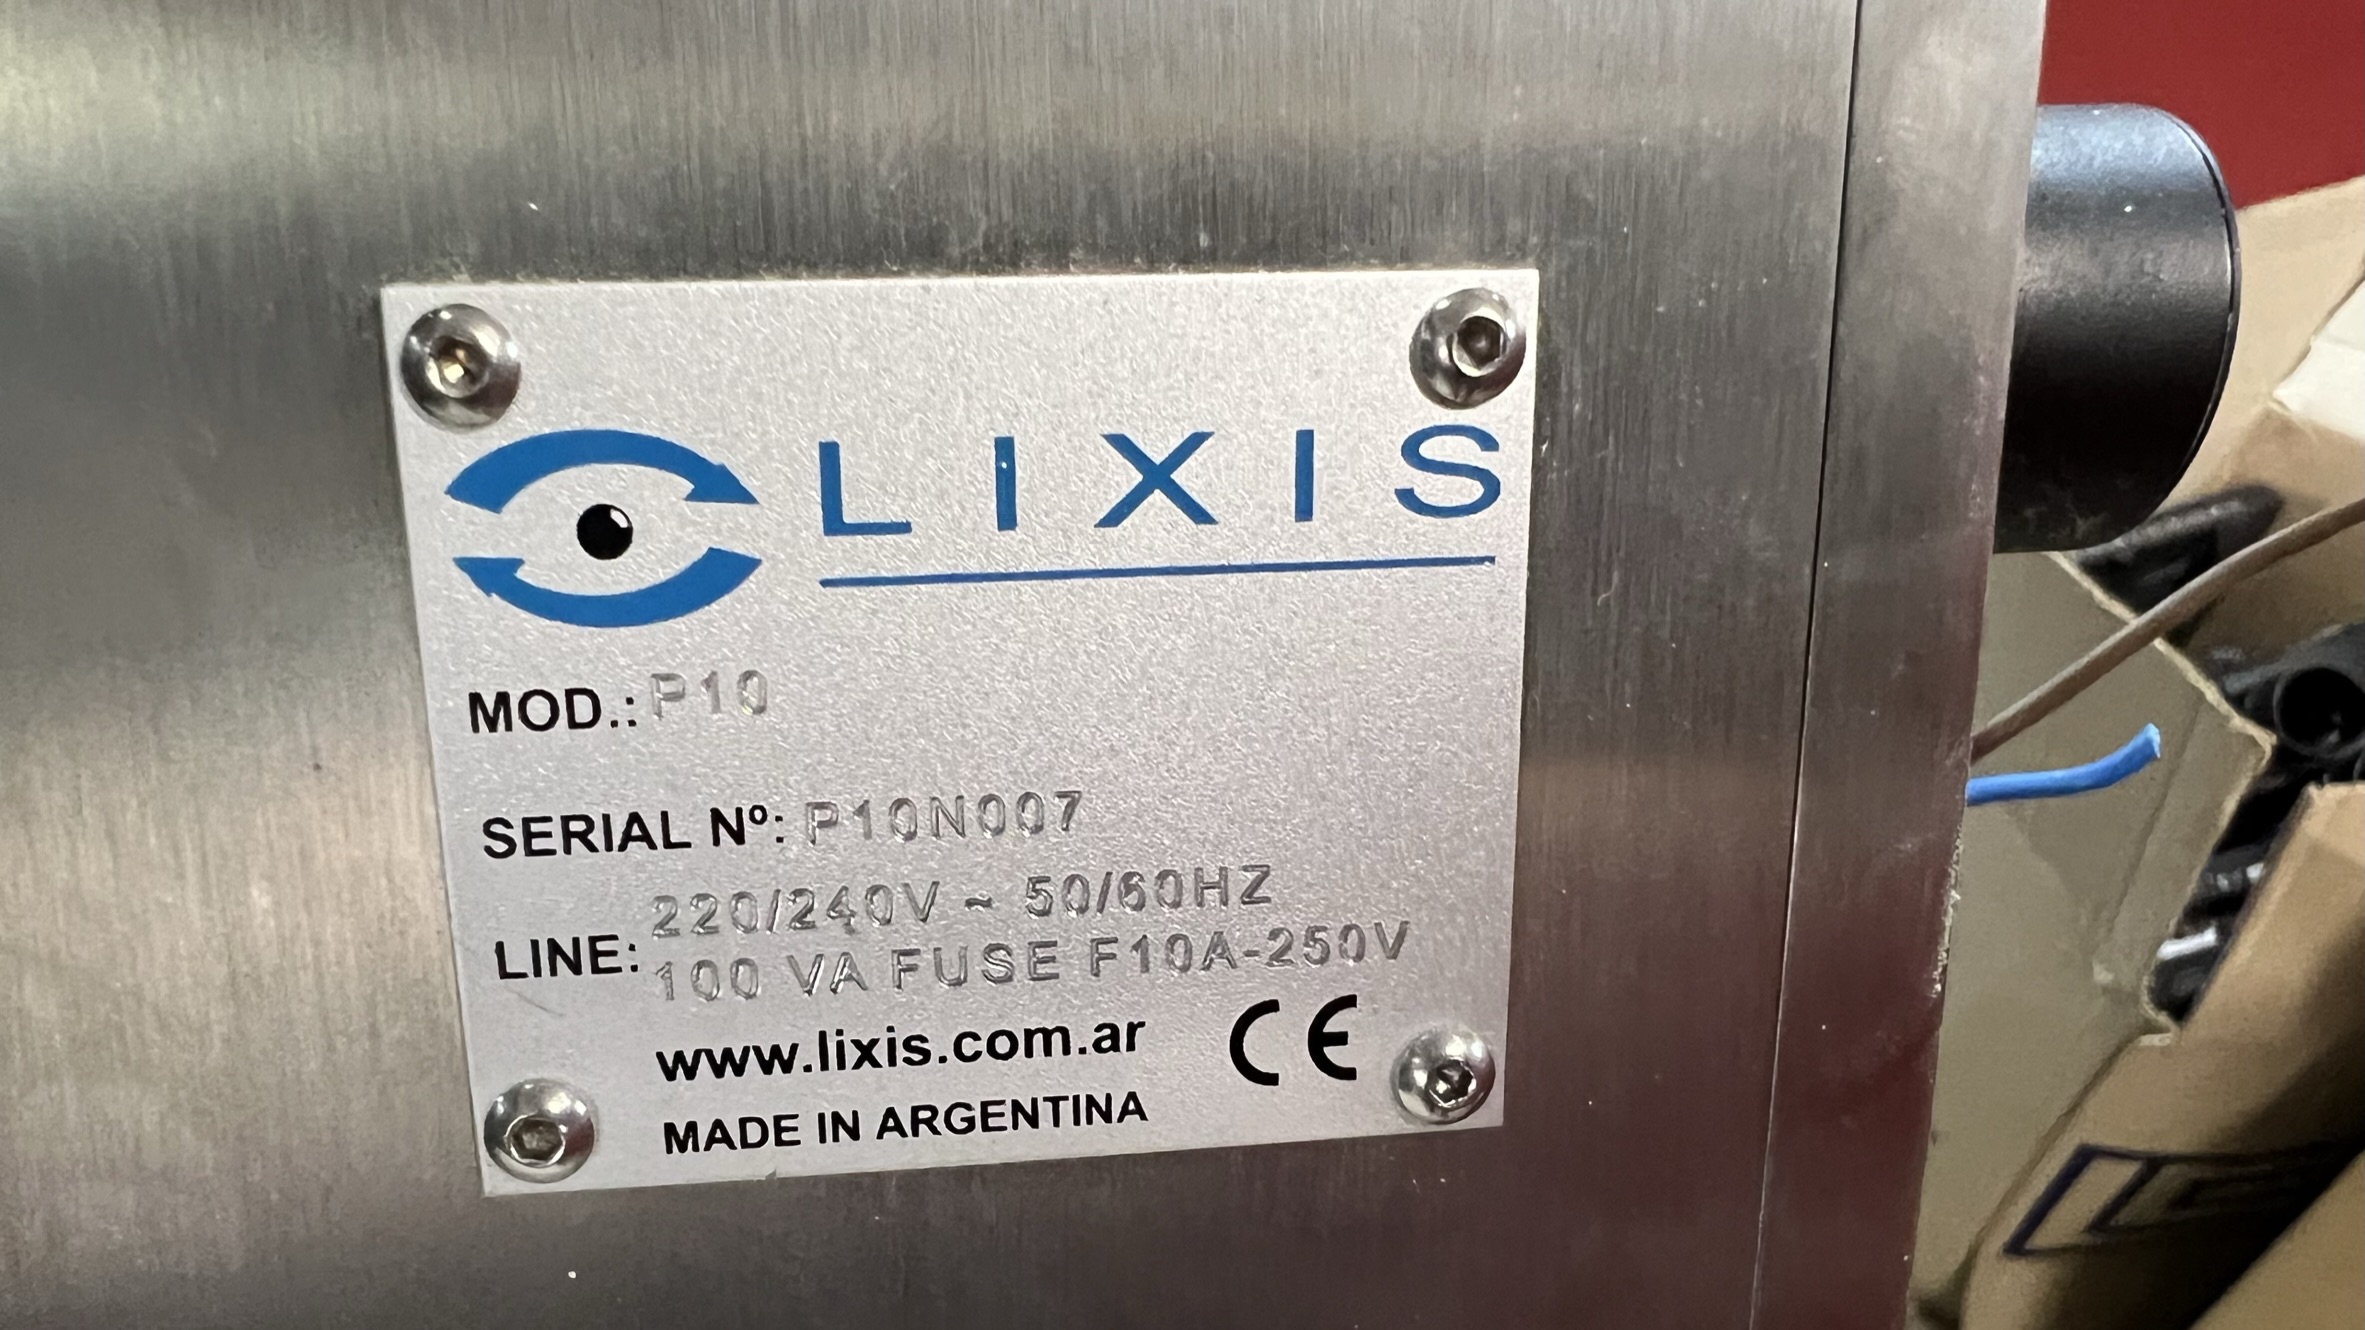 LIXIS
MOD.: P10
SERIAL Nº: P10N007
LINE: 220/240V ~ 50/60HZ
100 VA FUSE F10A-250V
www.lixis.com.ar
CE
MADE IN ARGENTINA